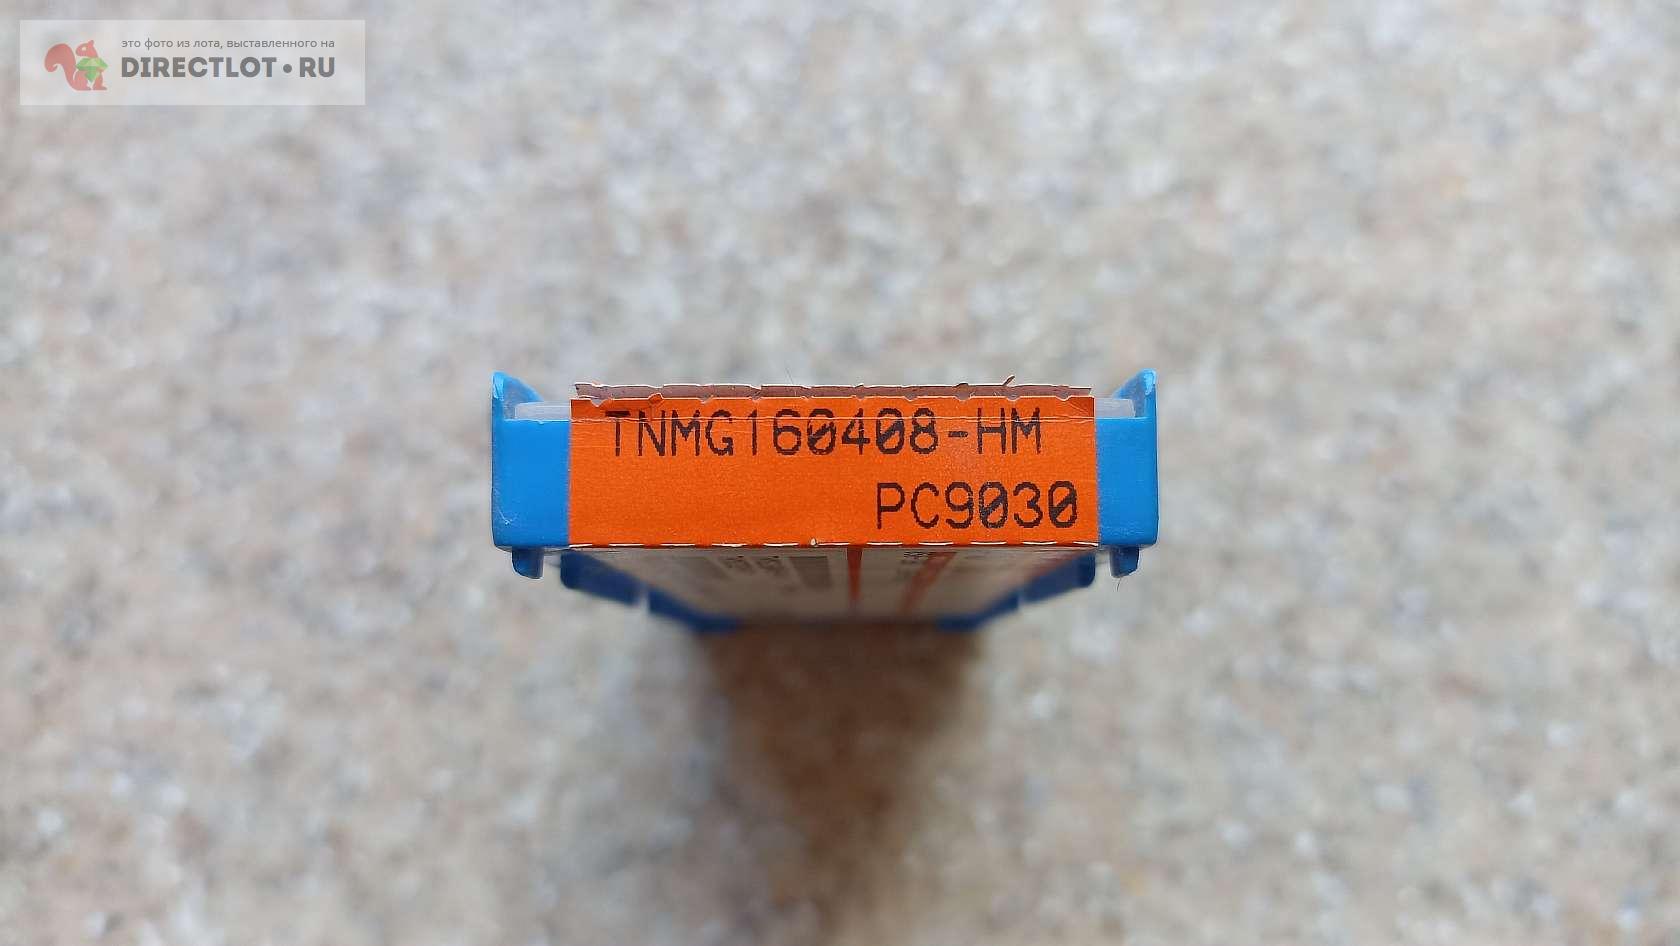 это фото из лота, выставленного на
DIRECTLOT•RU
TNMG160408-HM
PC9030